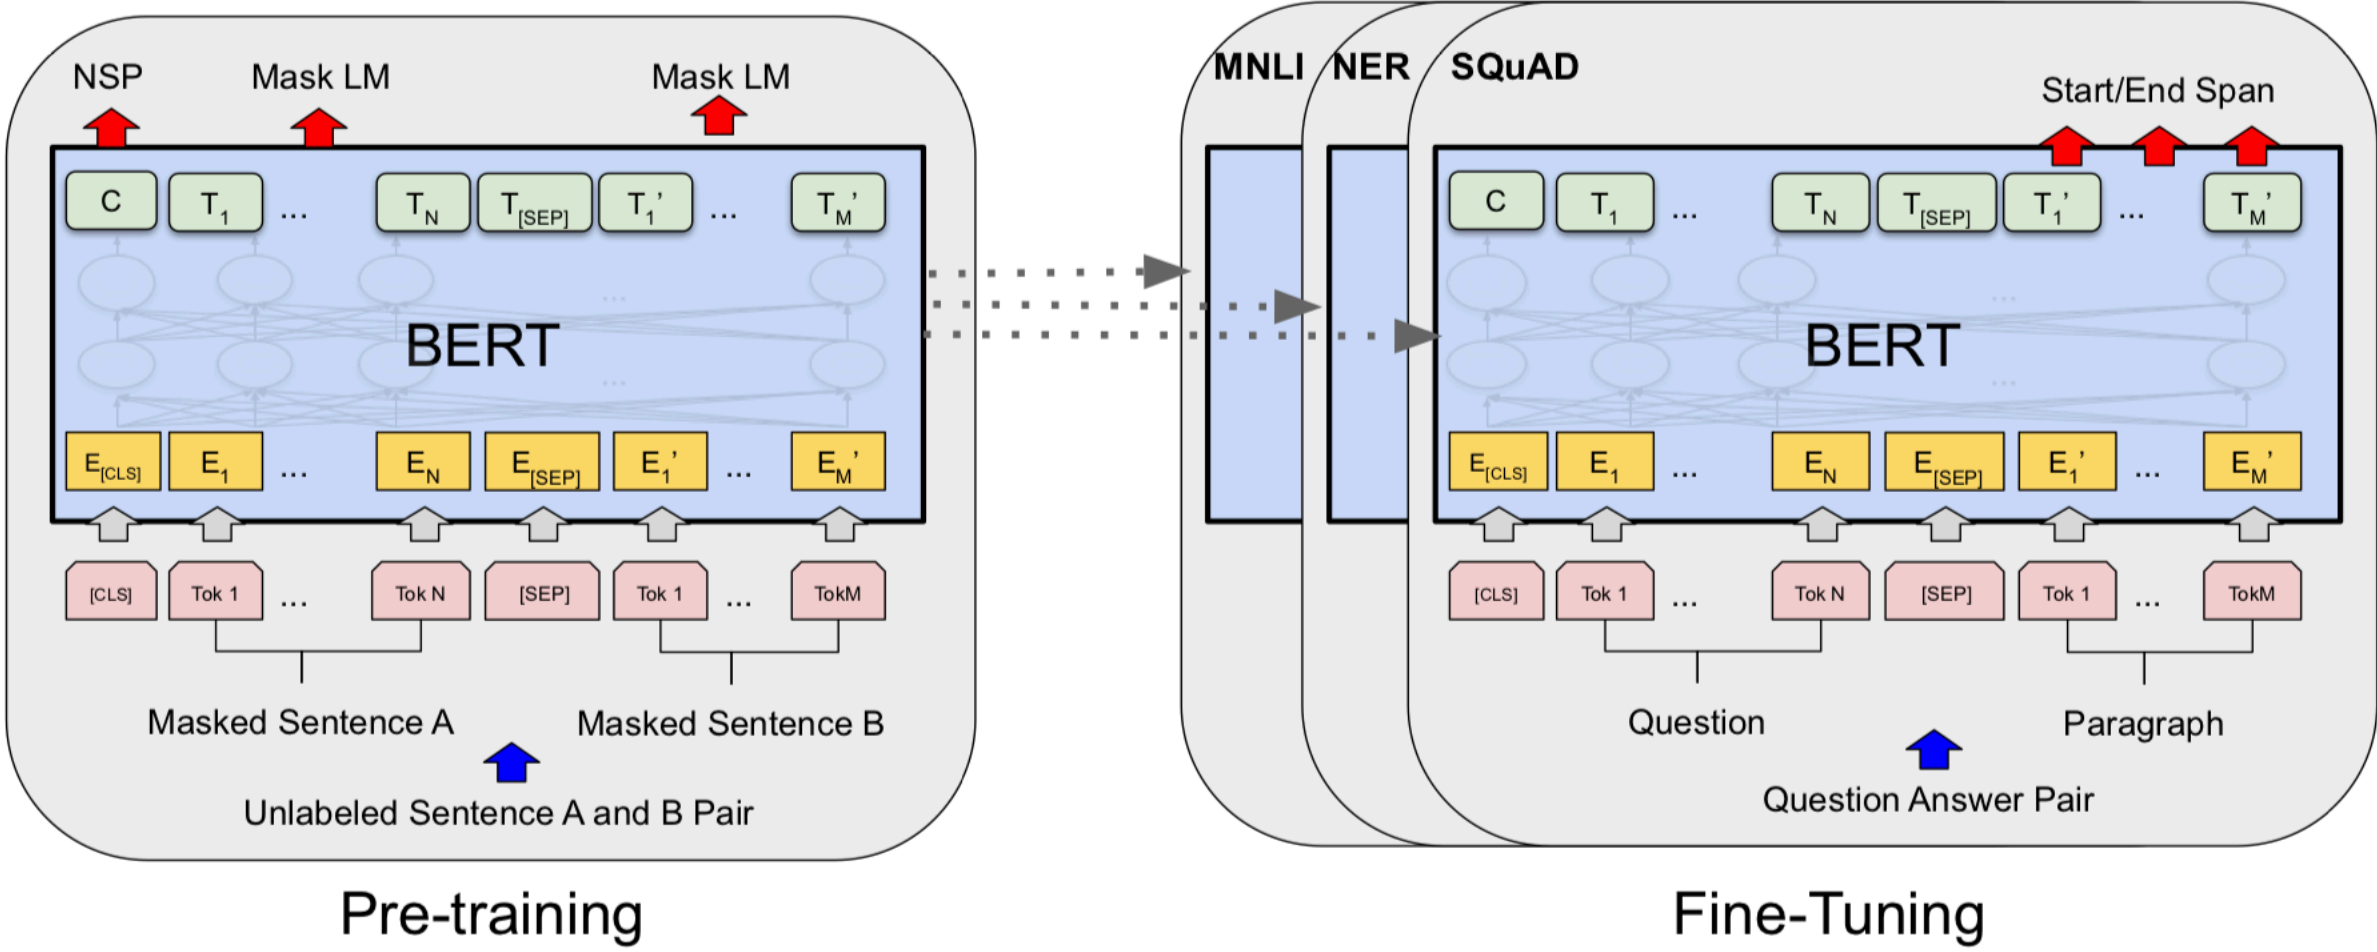 NSP Mask LM Mask LM
C T1 ... TN T[SEP] T1’ ... TM’
... 
BERT
...
E[CLS] E1 ... EN E[SEP] E1’ ... EM’
[CLS] Tok 1 ... Tok N [SEP] Tok 1 ... TokM
Masked Sentence A Masked Sentence B
Unlabeled Sentence A and B Pair
Pre-training
MNLI NER SQuAD
Start/End Span
C T1 ... TN T[SEP] T1’ ... TM’
...
BERT
...
E[CLS] E1 ... EN E[SEP] E1’ ... EM’
[CLS] Tok 1 ... Tok N [SEP] Tok 1 ... TokM
Question Paragraph
Question Answer Pair
Fine-Tuning